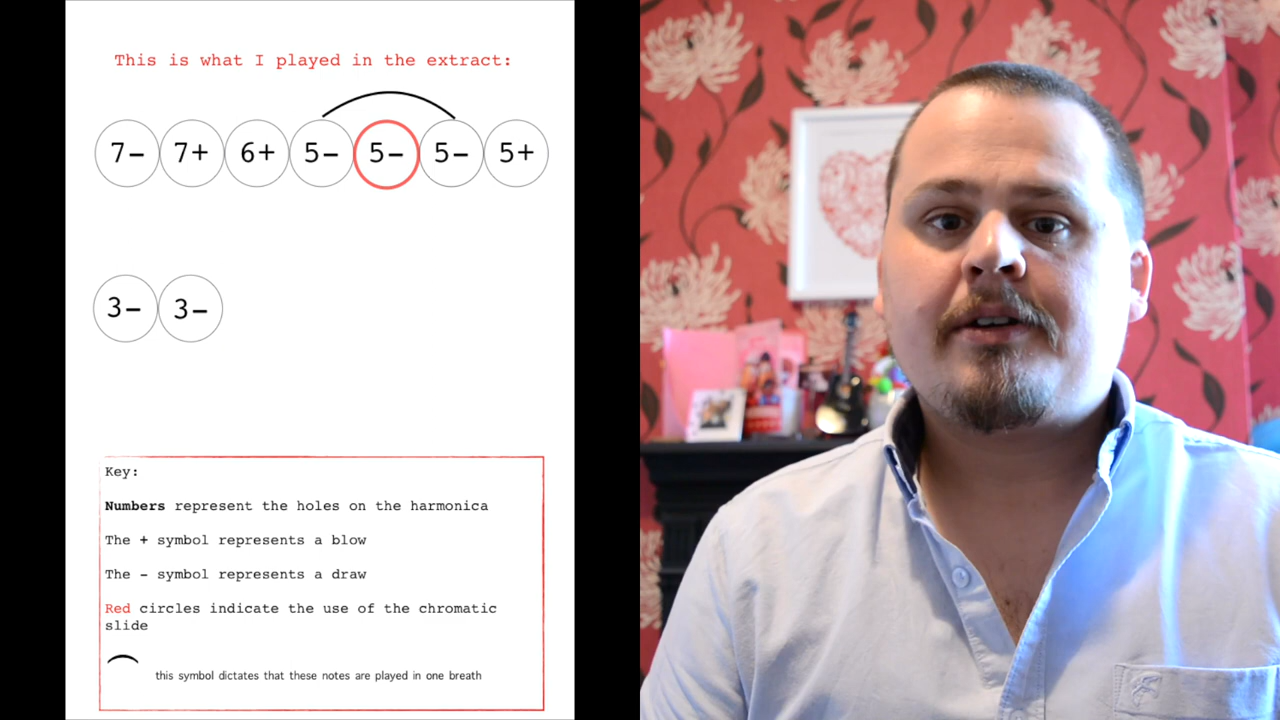 This is what I played in the extract:
7- 7+ 6+ 5- 5- 5- 5+
3- 3-
Key:
Numbers represent the holes on the harmonica
The + symbol represents a blow
The - symbol represents a draw
Red circles indicate the use of the chromatic
slide
this symbol dictates that these notes are played in one breath